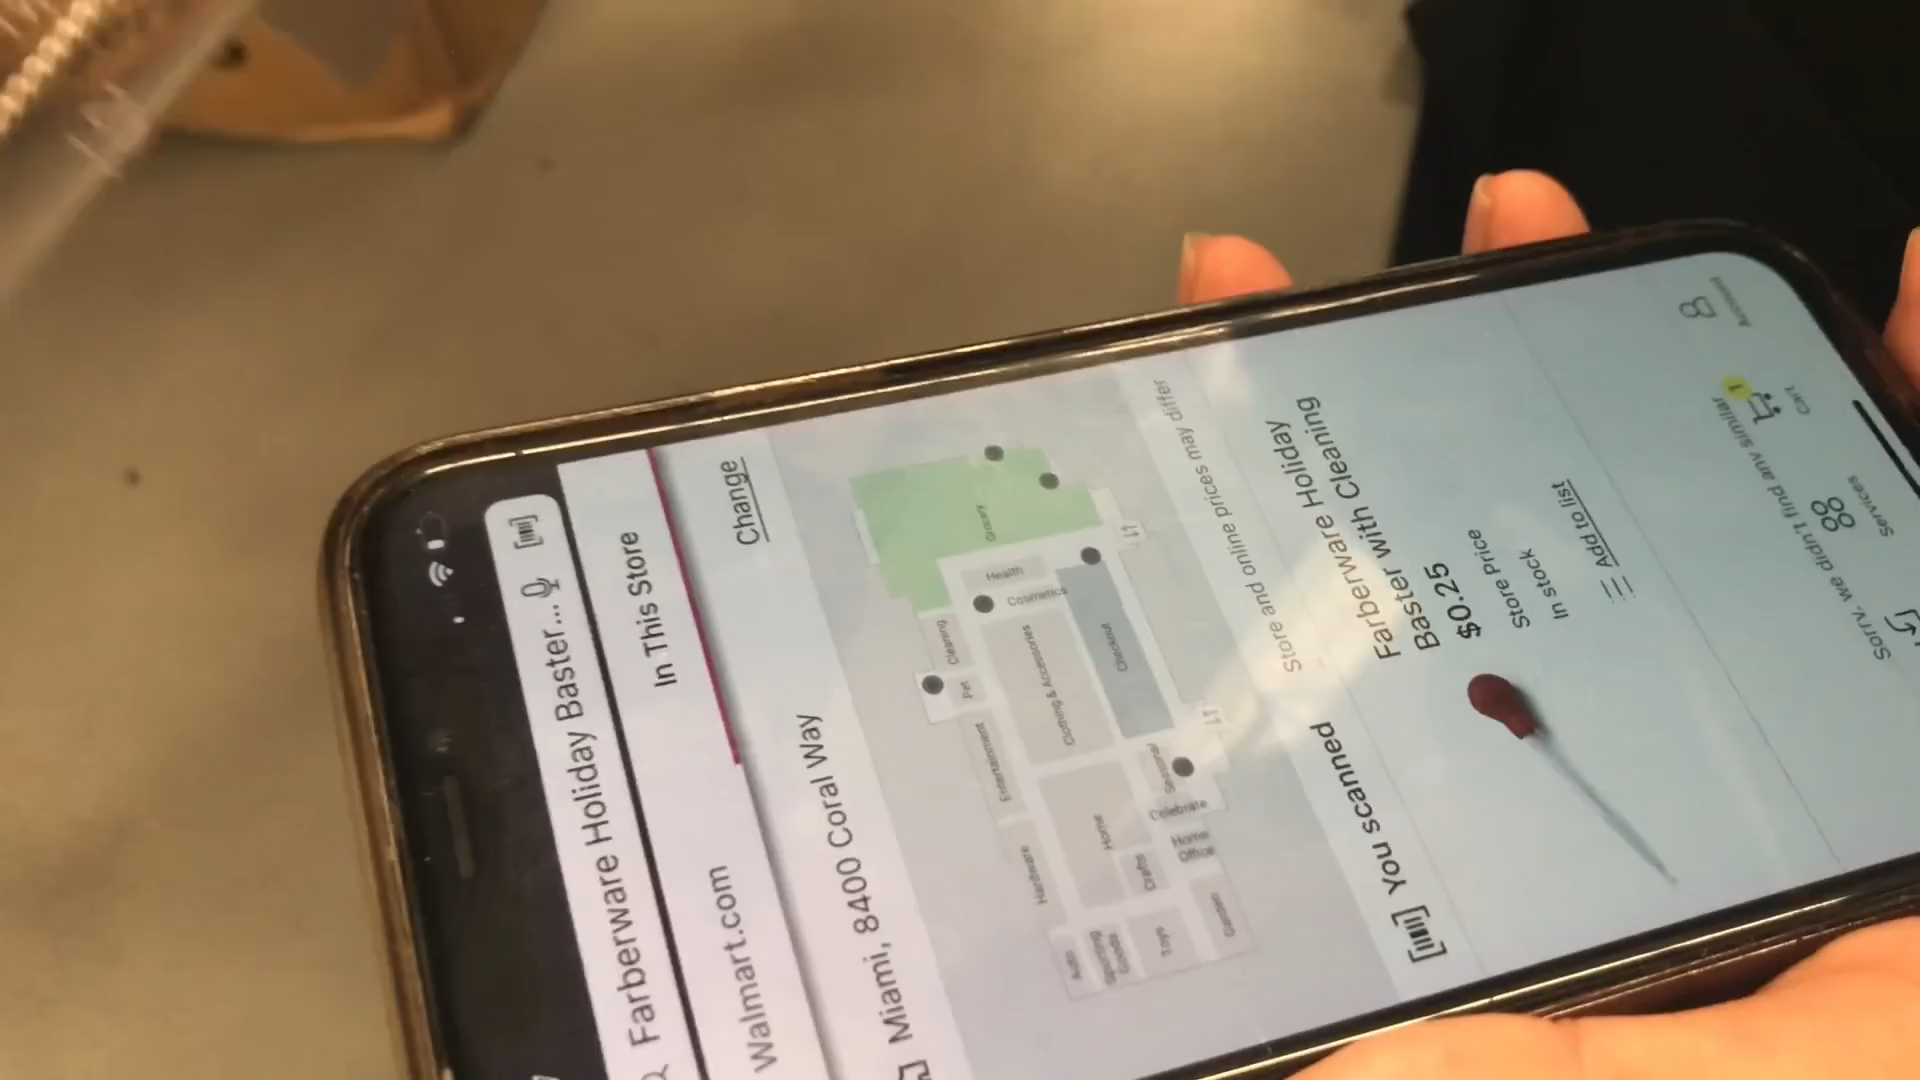 Farberware Holiday Baster...
Walmart.com
In This Store
Miami, 8400 Coral Way
Change
Grocery
Health
Cosmetics
Cleaning
Pet
Clothing & Accessories
Checkout
Entertainment
Seasonal
Celebrate
Home
Home
Office
Hardware
Crafts
Garden
Toys
Sporting
Goods
Auto
Store and online prices may differ
You scanned
Farberware Holiday
Baster with Cleaning
$0.25
Store Price
In stock
Add to list
Sorry, we didn't find any similar
Services
1
Cart
Account